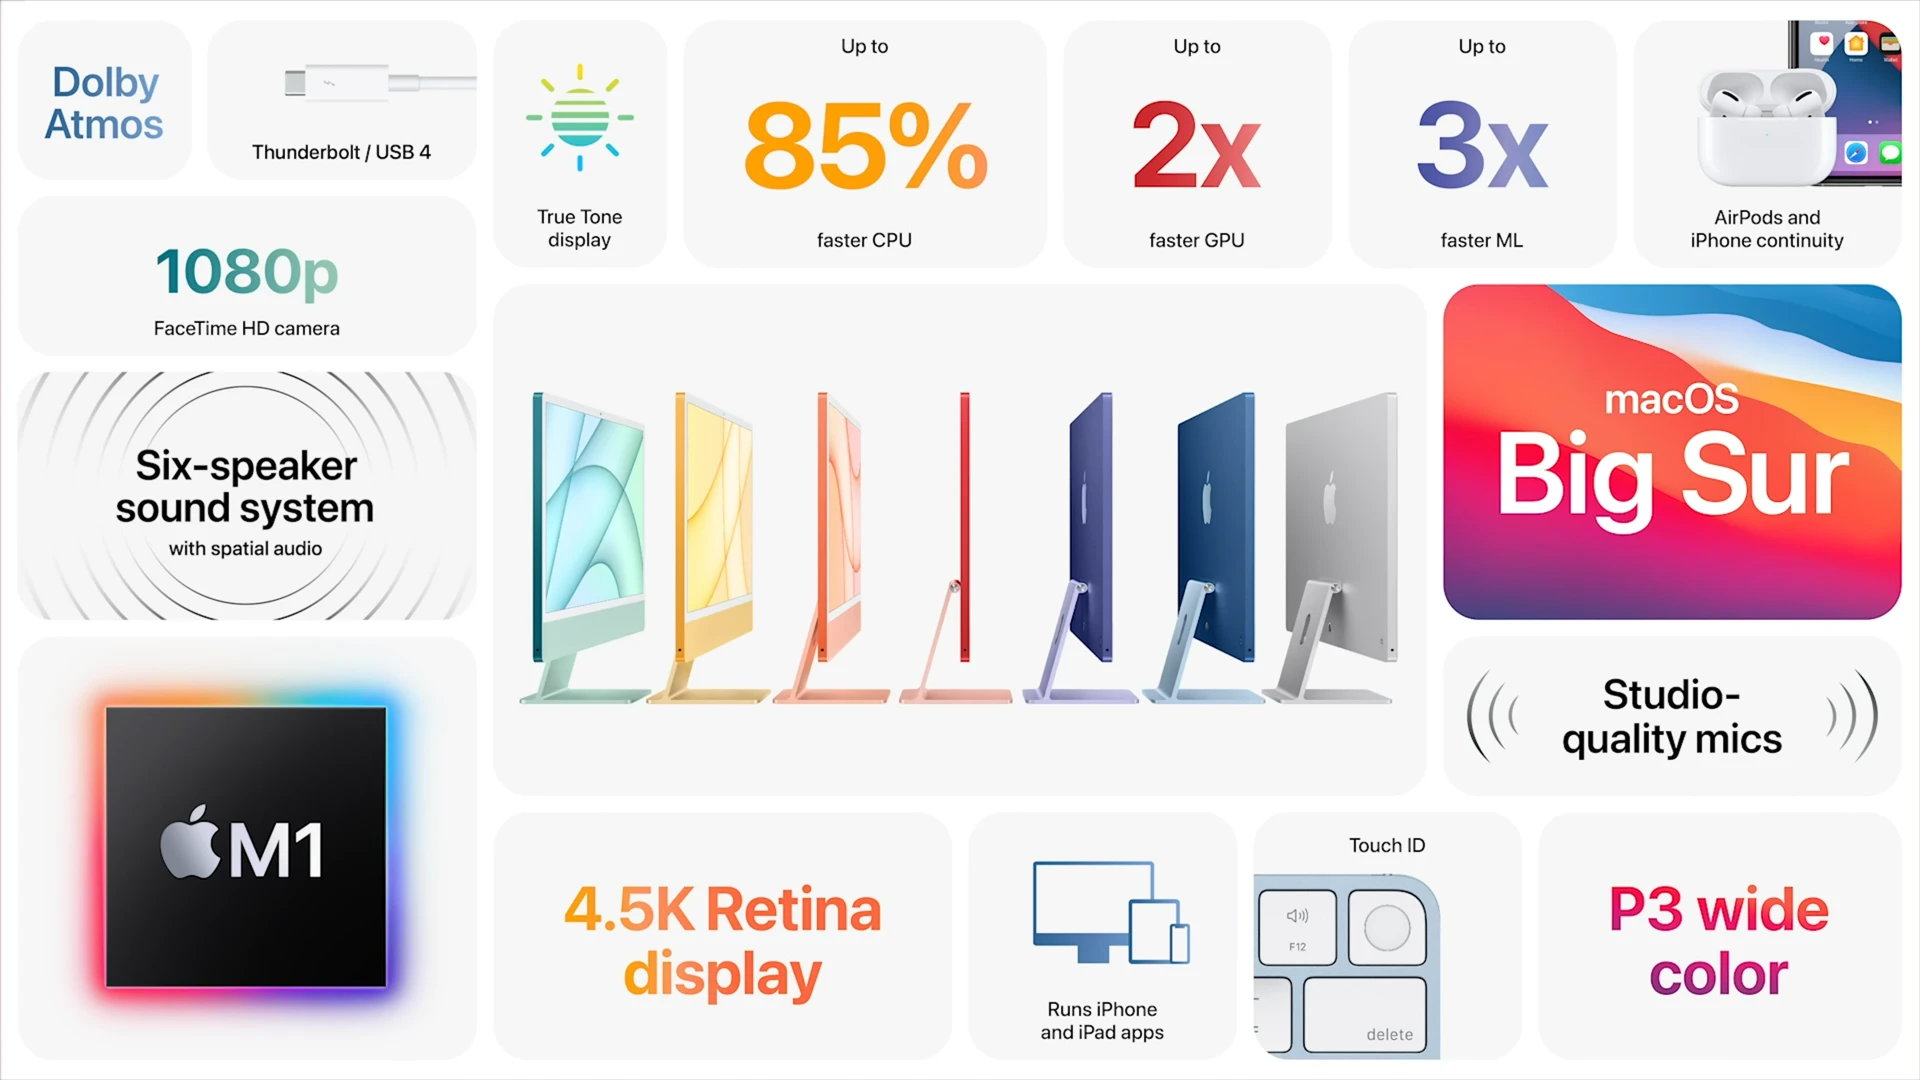 Dolby
Atmos
Thunderbolt / USB 4
True Tone
display
Up to
85%
faster CPU
Up to
2x
faster GPU
Up to
3x
faster ML
AirPods and
iPhone continuity
1080p
FaceTime HD camera
Six-speaker
sound system
with spatial audio
macOS
Big Sur
Studio-
quality mics
M1
4.5K Retina
display
Runs iPhone
and iPad apps
Touch ID
F12
delete
P3 wide
color